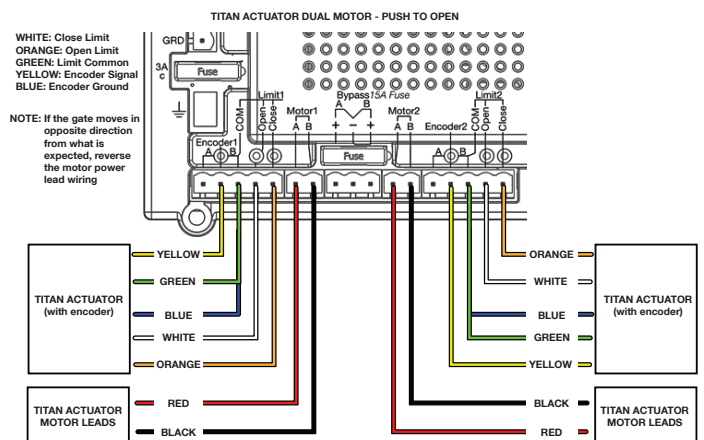 TITAN ACTUATOR DUAL MOTOR - PUSH TO OPEN
WHITE: Close Limit
ORANGE: Open Limit
GREEN: Limit Common
YELLOW: Encoder Signal
BLUE: Encoder Ground
NOTE: If the gate moves in
opposite direction
from what is
expected, reverse
the motor power
lead wiring
GRD
3A
c
Fuse
Limit1
COM
Open
Close
Encoder1
A B
Motor1
A B
Bypass 15A Fuse
A B
+ − +
Fuse
Motor2
A B
Encoder2
A B
Limit2
COM
Open
Close
TITAN ACTUATOR
(with encoder)
YELLOW
GREEN
BLUE
WHITE
ORANGE
TITAN ACTUATOR
MOTOR LEADS
RED
BLACK
ORANGE
WHITE
BLUE
GREEN
YELLOW
TITAN ACTUATOR
(with encoder)
BLACK
RED
TITAN ACTUATOR
MOTOR LEADS